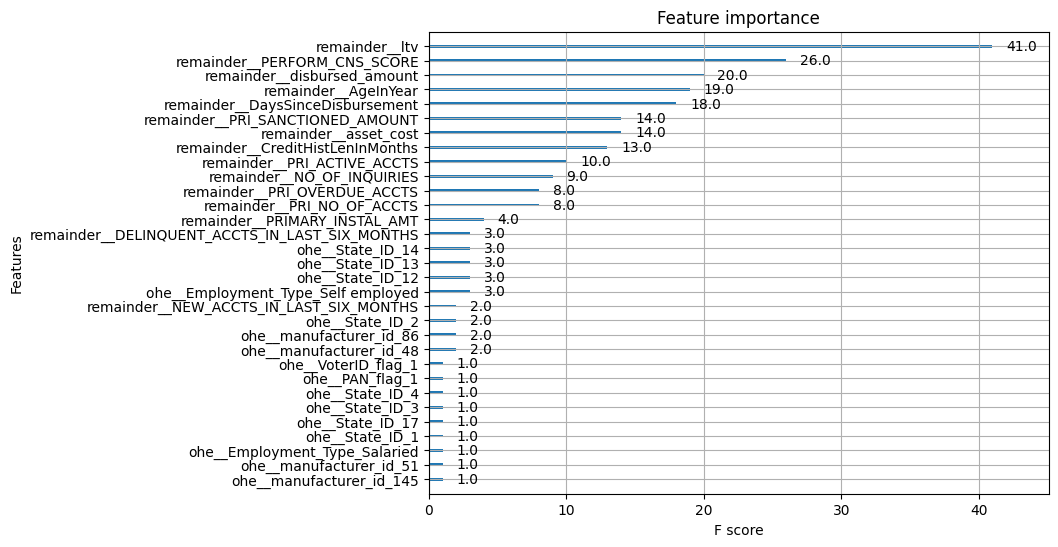 Feature importance
Features
remainder__ltv 41.0
remainder__PERFORM_CNS_SCORE 26.0
remainder__disbursed_amount 20.0
remainder__AgeInYear 19.0
remainder__DaysSinceDisbursement 18.0
remainder__PRI_SANCTIONED_AMOUNT 14.0
remainder__asset_cost 14.0
remainder__CreditHistLenInMonths 13.0
remainder__PRI_ACTIVE_ACCTS 10.0
remainder__NO_OF_INQUIRIES 9.0
remainder__PRI_OVERDUE_ACCTS 8.0
remainder__PRI_NO_OF_ACCTS 8.0
remainder__PRIMARY_INSTAL_AMT 4.0
remainder__DELINQUENT_ACCTS_IN_LAST_SIX_MONTHS 3.0
ohe__State_ID_14 3.0
ohe__State_ID_13 3.0
ohe__State_ID_12 3.0
ohe__Employment_Type_Self employed 3.0
remainder__NEW_ACCTS_IN_LAST_SIX_MONTHS 2.0
ohe__State_ID_2 2.0
ohe__manufacturer_id_86 2.0
ohe__manufacturer_id_48 2.0
ohe__VoterID_flag_1 1.0
ohe__PAN_flag_1 1.0
ohe__State_ID_4 1.0
ohe__State_ID_3 1.0
ohe__State_ID_17 1.0
ohe__State_ID_1 1.0
ohe__Employment_Type_Salaried 1.0
ohe__manufacturer_id_51 1.0
ohe__manufacturer_id_145 1.0
0 10 20 30 40
F score